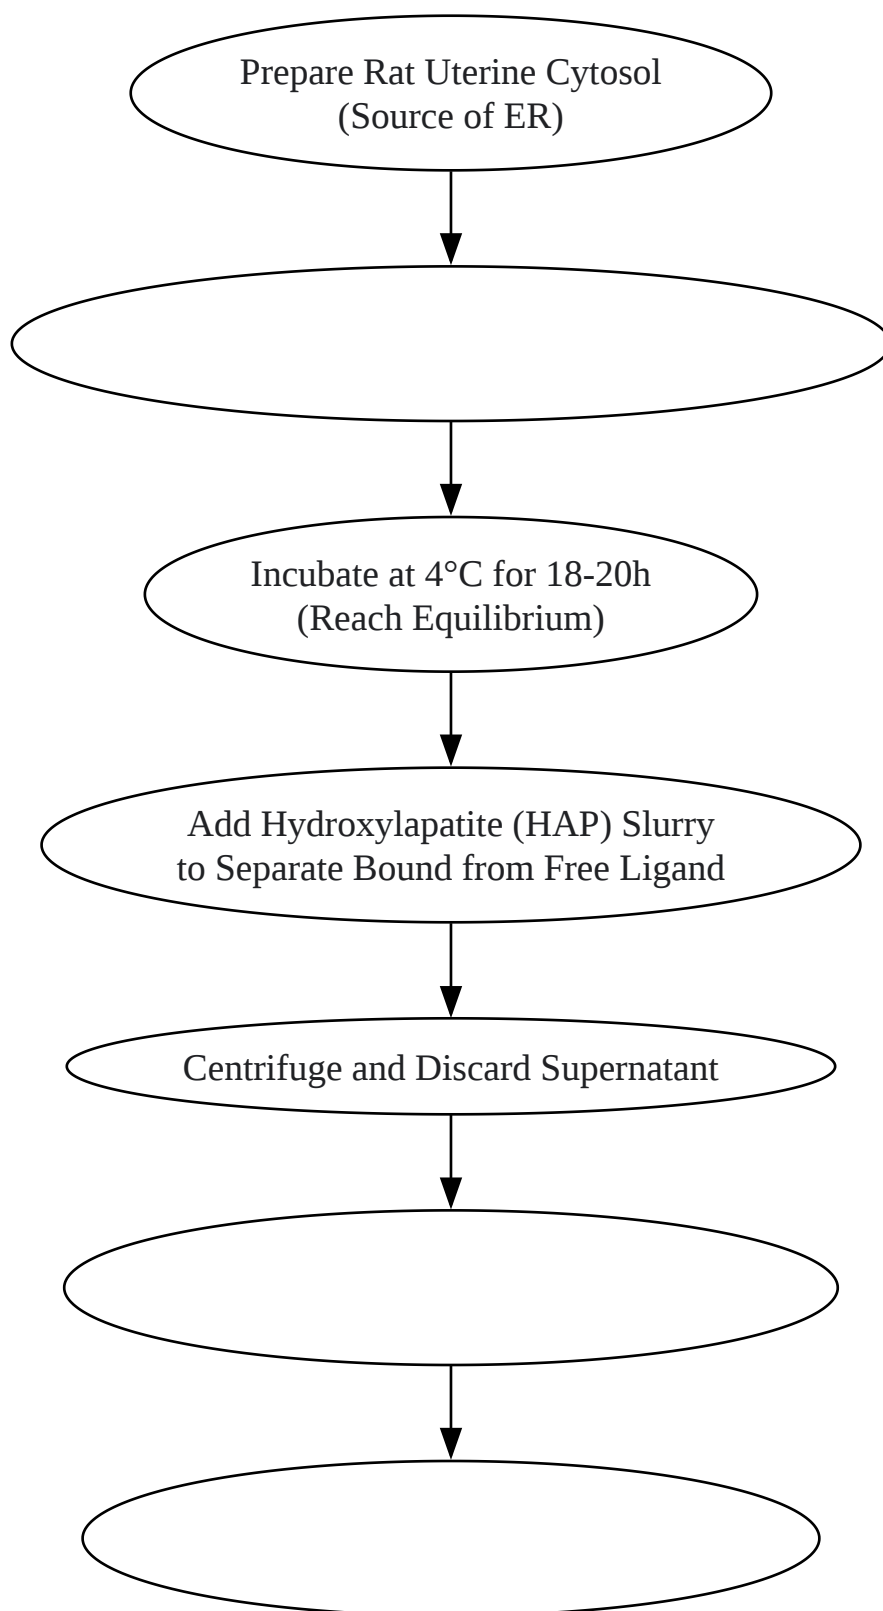 Prepare Rat Uterine Cytosol
(Source of ER)
Incubate at 4°C for 18-20h
(Reach Equilibrium)
Add Hydroxylapatite (HAP) Slurry
to Separate Bound from Free Ligand
Centrifuge and Discard Supernatant